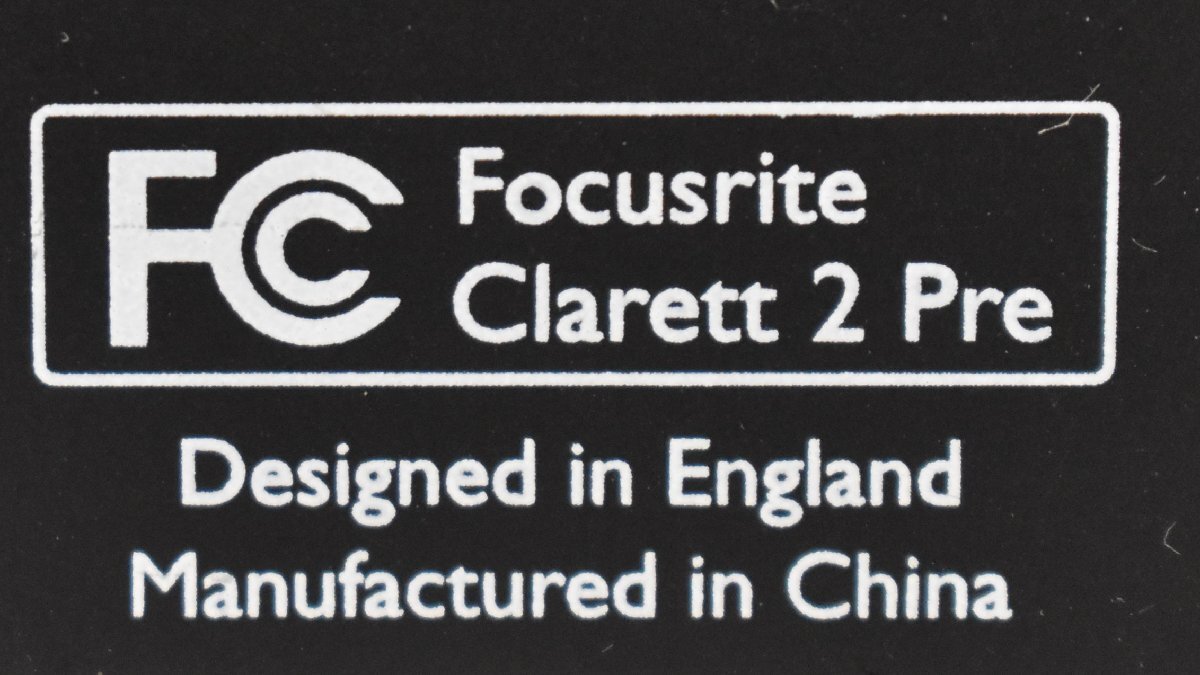 FC Focusrite
Clarett 2 Pre
Designed in England
Manufactured in China